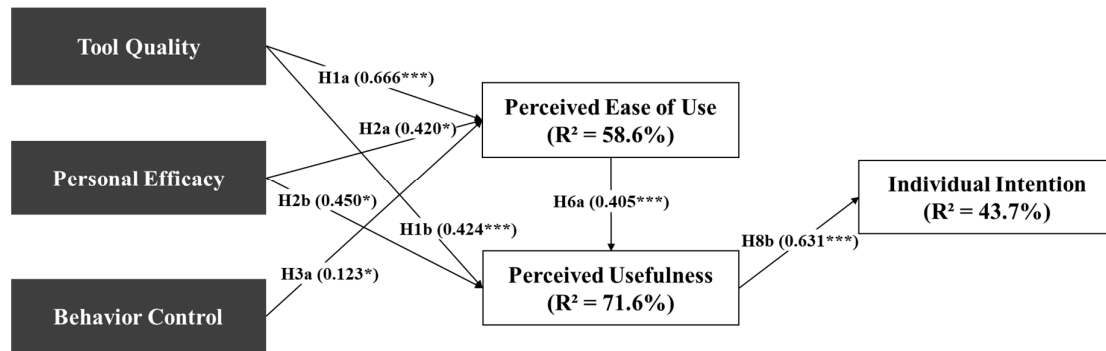 Tool Quality
H1a (0.666***)
Perceived Ease of Use
(R² = 58.6%)
H2a (0.420*)
Personal Efficacy
Individual Intention
(R² = 43.7%)
H2b (0.450*)
H6a (0.405***)
H1b (0.424***)
H8b (0.631***)
H3a (0.123*)
Perceived Usefulness
(R² = 71.6%)
Behavior Control